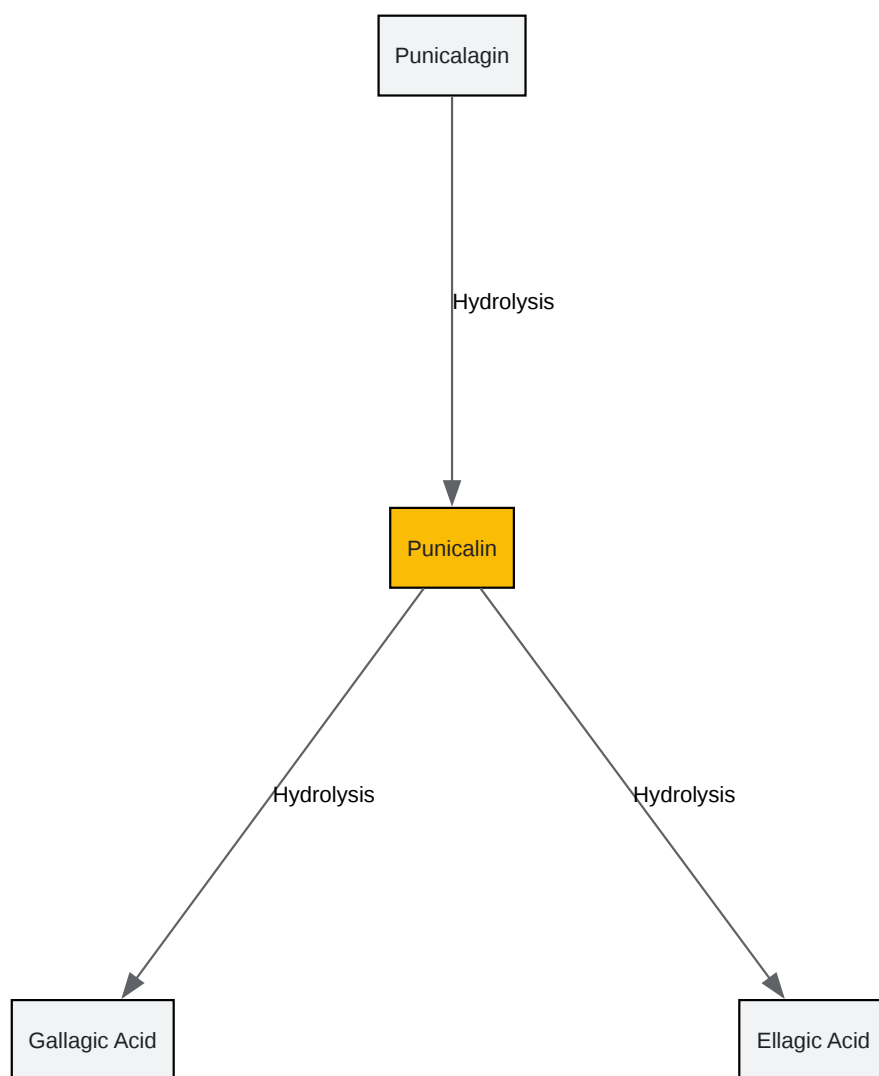 Punicalagin
Hydrolysis
Punicalin
Hydrolysis
Hydrolysis
Gallagic Acid
Ellagic Acid